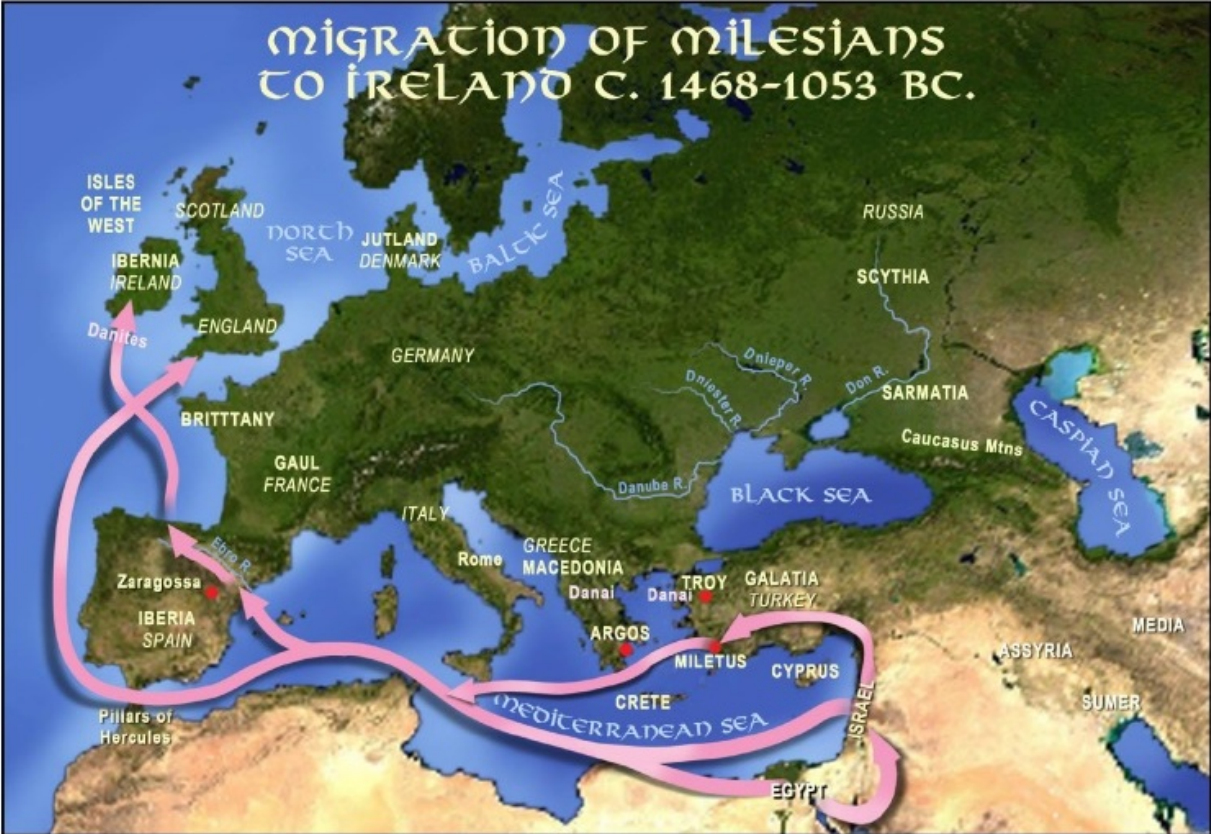 MIGRATION OF MILESIANS
TO IRELAND C. 1468-1053 BC.
ISLES
OF THE
WEST
SCOTLAND
NORTH
SEA
JUTLAND
DENMARK
BALTIC SEA
RUSSIA
IBERNIA
IRELAND
SCYTHIA
Danites
ENGLAND
GERMANY
Dnieper R.
Dniester R.
Don R.
SARMATIA
BRITTTANY
Caucasus Mtns
CASPIAN SEA
GAUL
FRANCE
Danube R.
BLACK SEA
ITALY
Ebro R.
Rome
GREECE
MACEDONIA
Zaragossa
Danai
Danai
TROY
GALATIA
TURKEY
IBERIA
SPAIN
ARGOS
MILETUS
CYPRUS
MEDIA
ASSYRIA
CRETE
ISRAEL
SUMER
Pillars of
Hercules
MEDITERRANEAN SEA
EGYPT